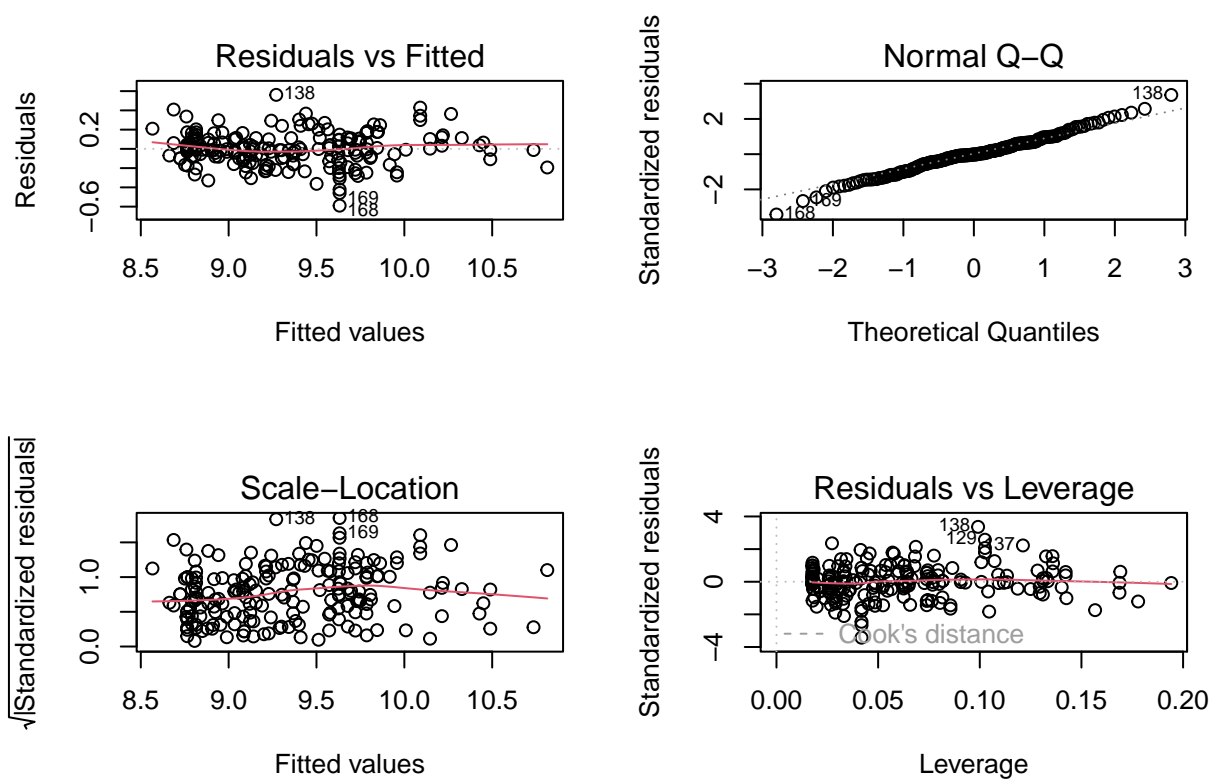 Residuals vs Fitted
Residuals
0.2
−0.6
138
169
168
8.5 9.0 9.5 10.0 10.5
Fitted values
Normal Q−Q
Standardized residuals
2
−2
138
169
168
−3 −2 −1 0 1 2 3
Theoretical Quantiles
Scale−Location
√|Standardized residuals|
1.0
0.0
138
168
169
8.5 9.0 9.5 10.0 10.5
Fitted values
Residuals vs Leverage
Standardized residuals
4
0
−4
138
129
137
Cook's distance
0.00 0.05 0.10 0.15 0.20
Leverage